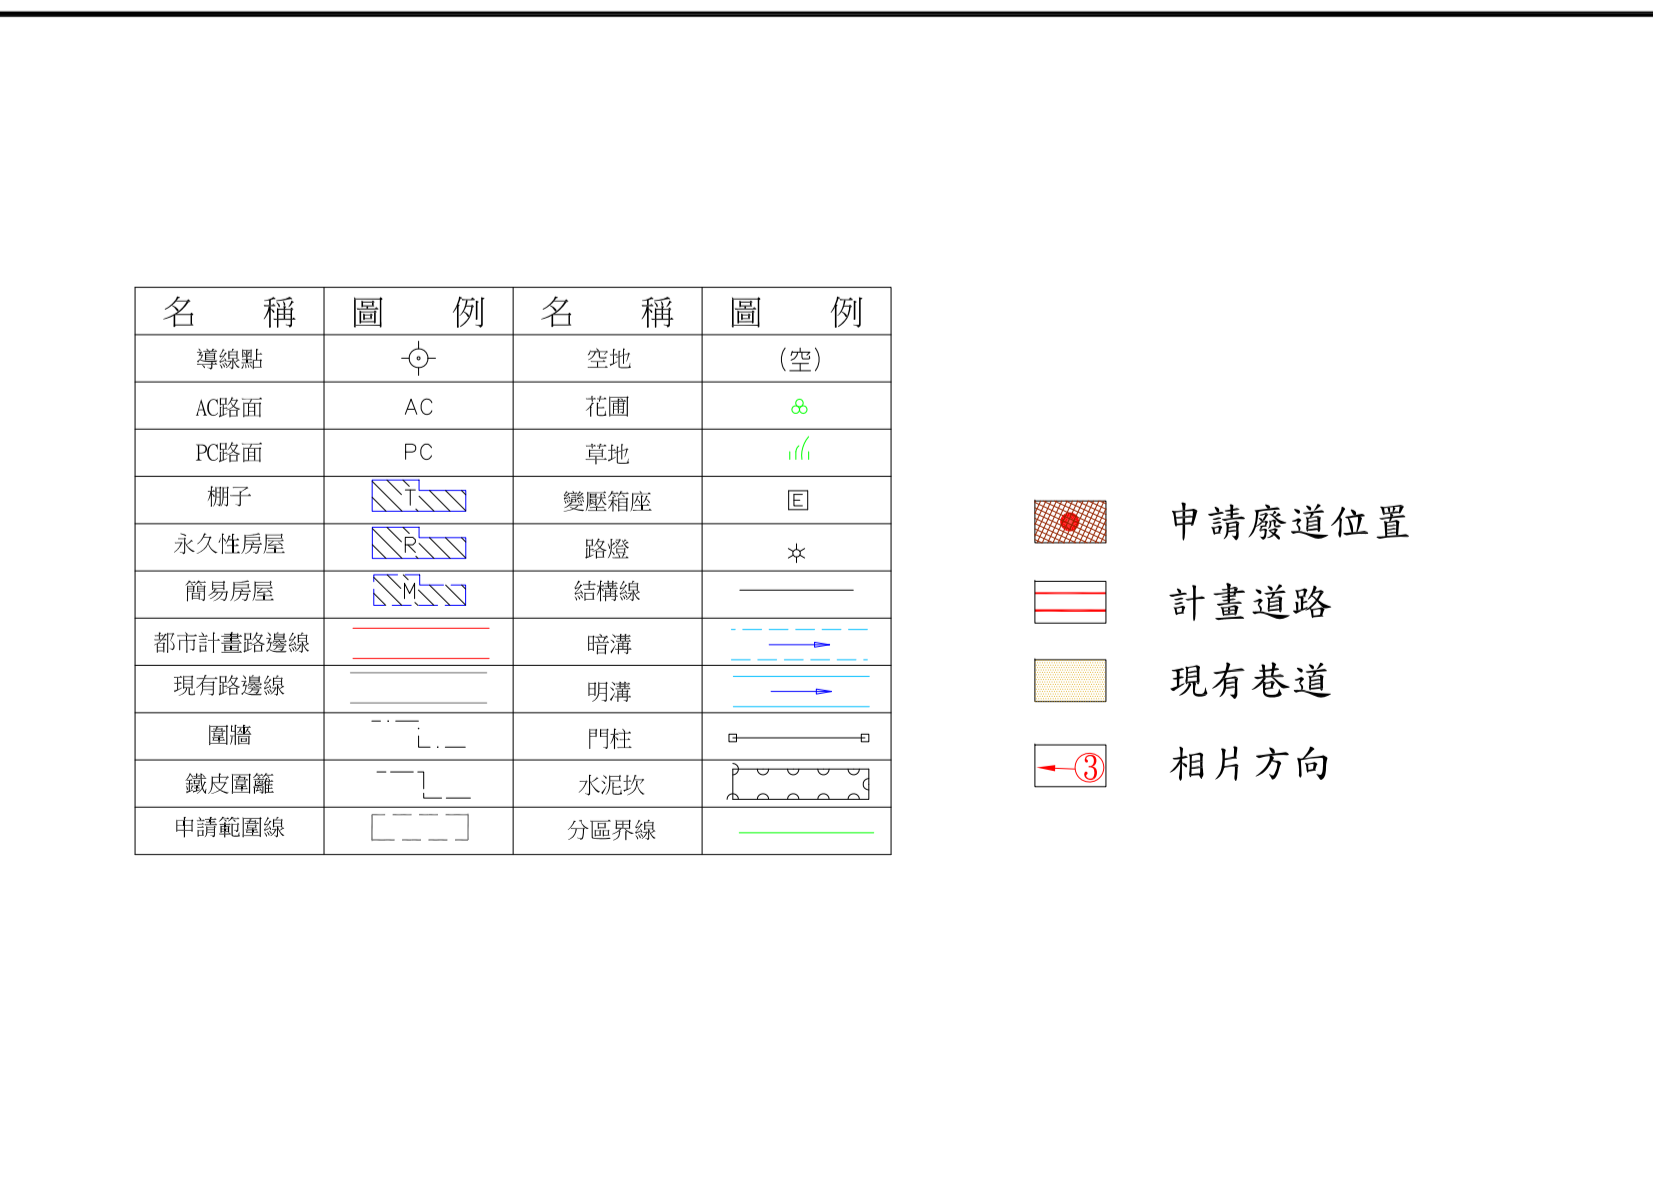 名稱 圖例 名稱 圖例
導線點 空地 (空)
AC路面 AC 花圃
PC路面 PC 草地
棚子 T 變壓箱座 E
永久性房屋 R 路燈
簡易房屋 M 結構線
都市計畫路邊線 暗溝
現有路邊線 明溝
圍牆 門柱
鐵皮圍籬 水泥坎
申請範圍線 分區界線
申請廢道位置
計畫道路
現有巷道
③ 相片方向